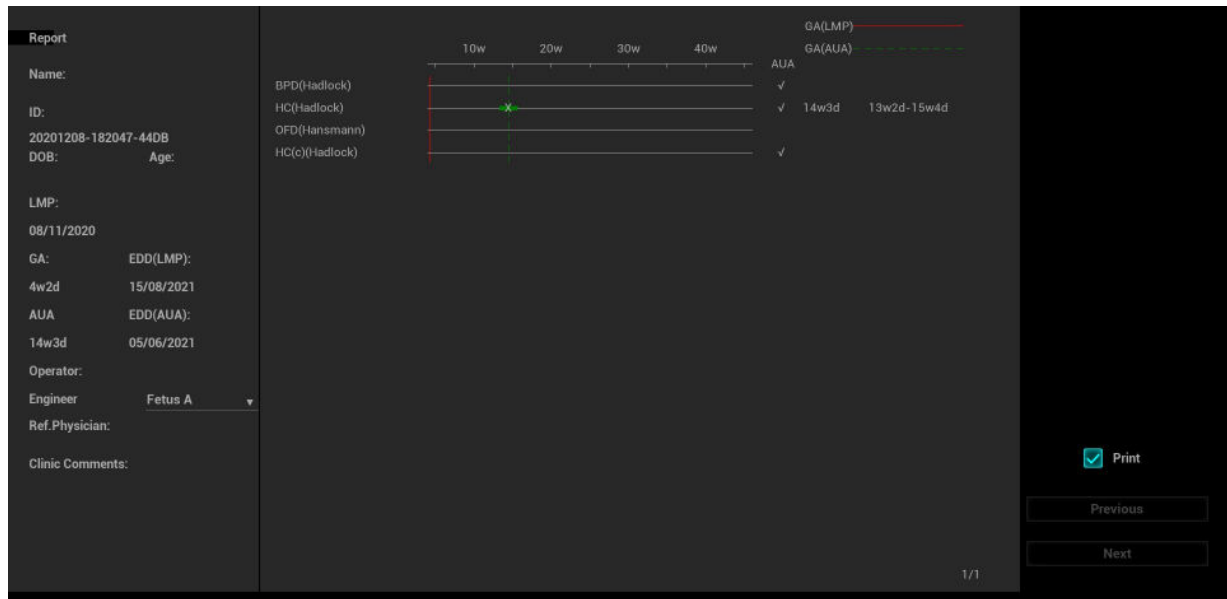 Report
Name:
ID:
20201208-182047-44DB
DOB: Age:
LMP:
08/11/2020
GA: EDD(LMP):
4w2d 15/08/2021
AUA EDD(AUA):
14w3d 05/06/2021
Operator:
Engineer Fetus A
Ref.Physician:
Clinic Comments:
GA(LMP)
10w 20w 30w 40w GA(AUA)
AUA
BPD(Hadlock) √
HC(Hadlock) X √ 14w3d 13w2d-15w4d
OFD(Hansmann)
HC(c)(Hadlock) √
1/1
Print
Previous
Next